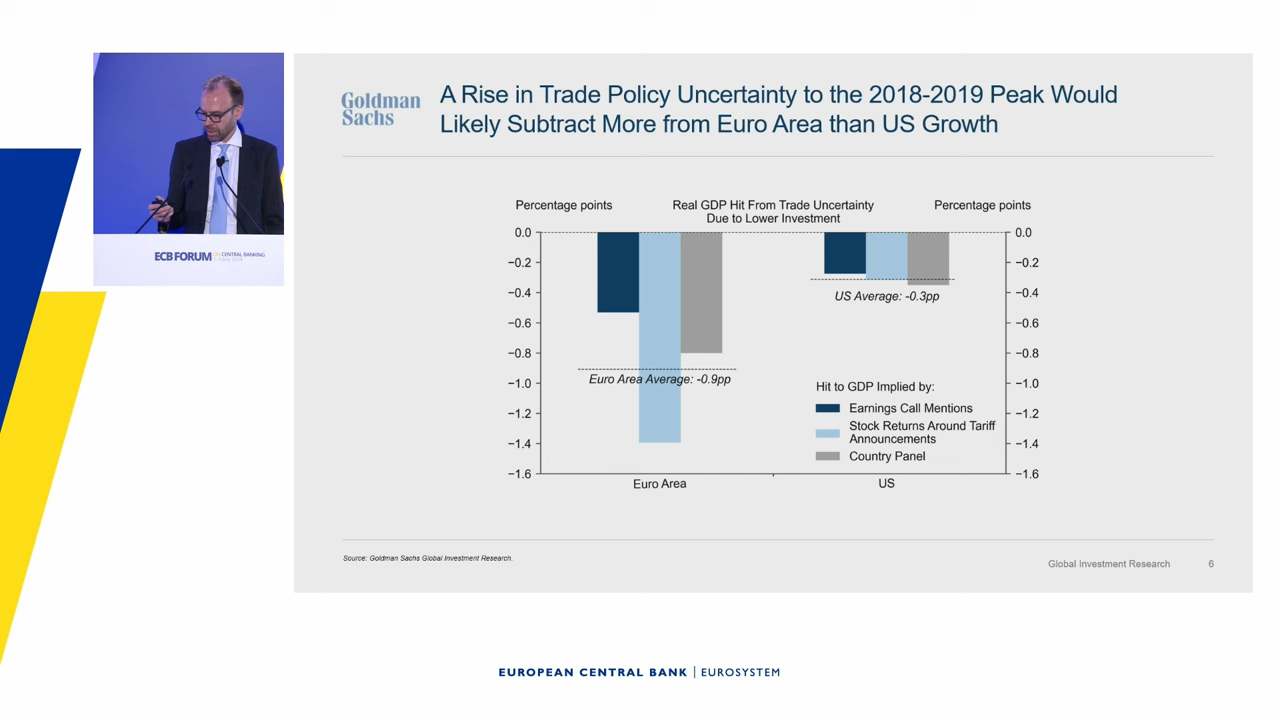 Goldman
Sachs
A Rise in Trade Policy Uncertainty to the 2018-2019 Peak Would
Likely Subtract More from Euro Area than US Growth
Percentage points
Real GDP Hit From Trade Uncertainty
Due to Lower Investment
Percentage points
0.0
−0.2
−0.4
−0.6
−0.8
−1.0
−1.2
−1.4
−1.6
0.0
−0.2
−0.4
−0.6
−0.8
−1.0
−1.2
−1.4
−1.6
US Average: -0.3pp
Euro Area Average: -0.9pp
Hit to GDP Implied by:
Earnings Call Mentions
Stock Returns Around Tariff
Announcements
Country Panel
Euro Area
US
Source: Goldman Sachs Global Investment Research.
Global Investment Research 6
ECB FORUM ON CENTRAL BANKING
EUROPEAN CENTRAL BANK | EUROSYSTEM